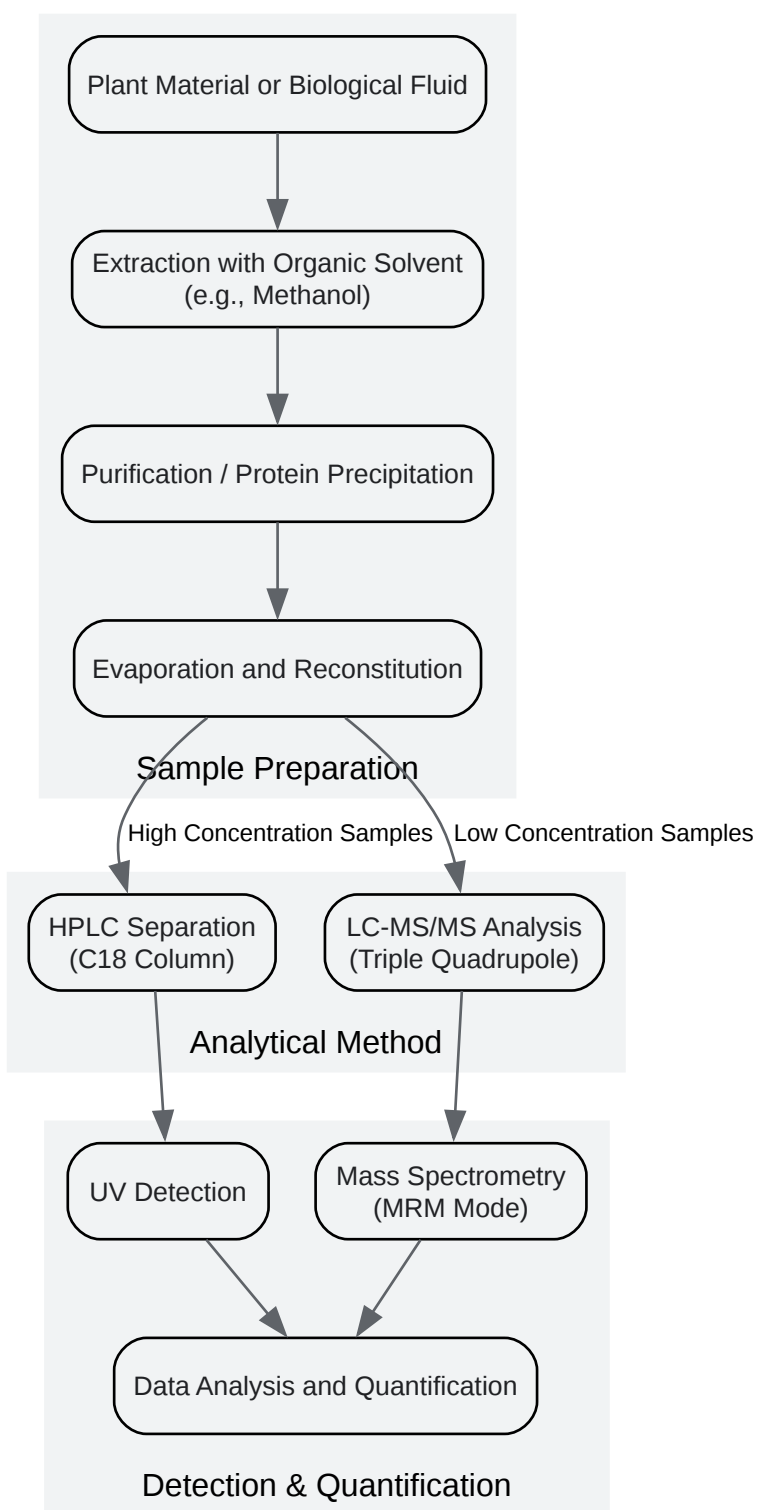 Plant Material or Biological Fluid
Extraction with Organic Solvent
(e.g., Methanol)
Purification / Protein Precipitation
Evaporation and Reconstitution
Sample Preparation
High Concentration Samples
Low Concentration Samples
HPLC Separation
(C18 Column)
LC-MS/MS Analysis
(Triple Quadrupole)
Analytical Method
UV Detection
Mass Spectrometry
(MRM Mode)
Data Analysis and Quantification
Detection & Quantification